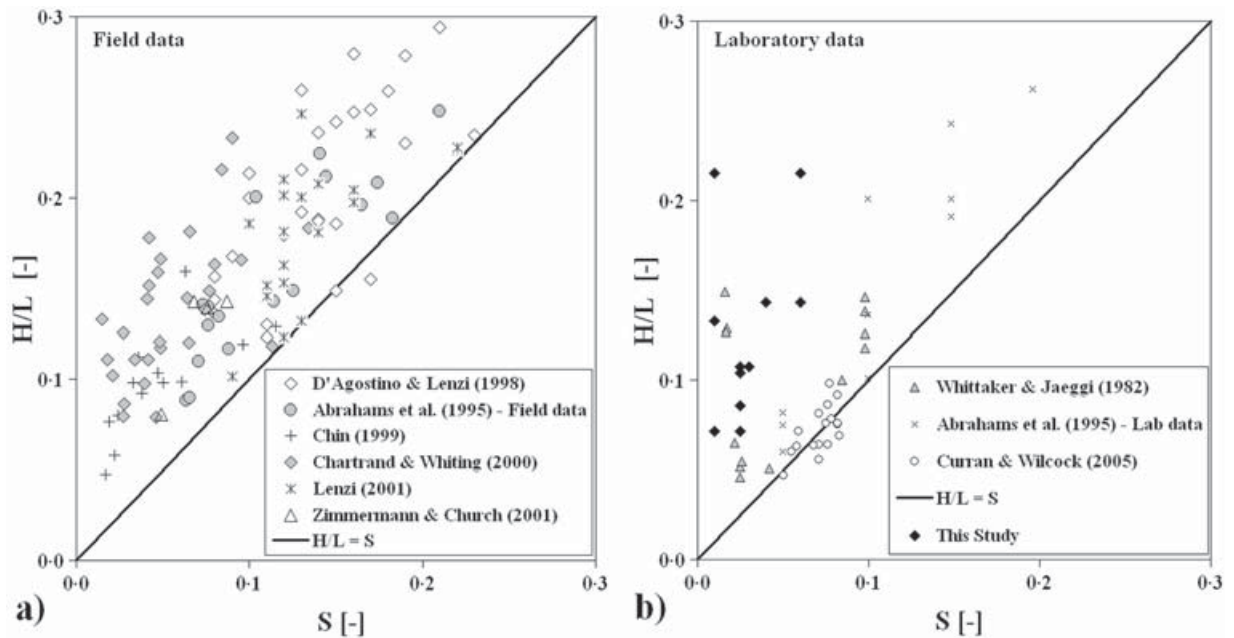 Field data
0·3
0·2
0·1
0·0
H/L [-]
D'Agostino & Lenzi (1998)
Abrahams et al. (1995) - Field data
Chin (1999)
Chartrand & Whiting (2000)
Lenzi (2001)
Zimmermann & Church (2001)
H/L = S
0·0
0·1
0·2
0·3
a)
S [-]
Laboratory data
0·3
0·2
0·1
0·0
H/L [-]
Whittaker & Jaeggi (1982)
Abrahams et al. (1995) - Lab data
Curran & Wilcock (2005)
H/L = S
This Study
0·0
0·1
0·2
0·3
b)
S [-]